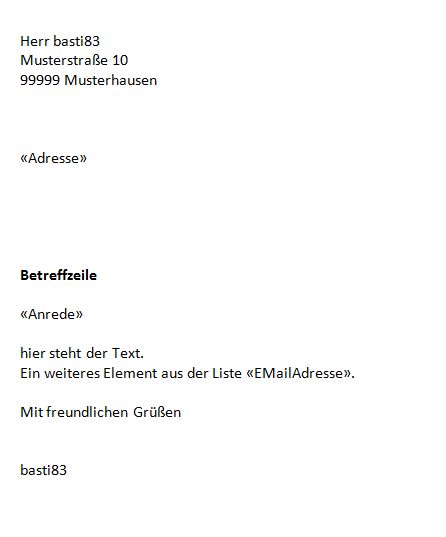 Herr basti83
Musterstraße 10
99999 Musterhausen
«Adresse»
Betreffzeile
«Anrede»
hier steht der Text.
Ein weiteres Element aus der Liste «EMailAdresse».
Mit freundlichen Grüßen
basti83